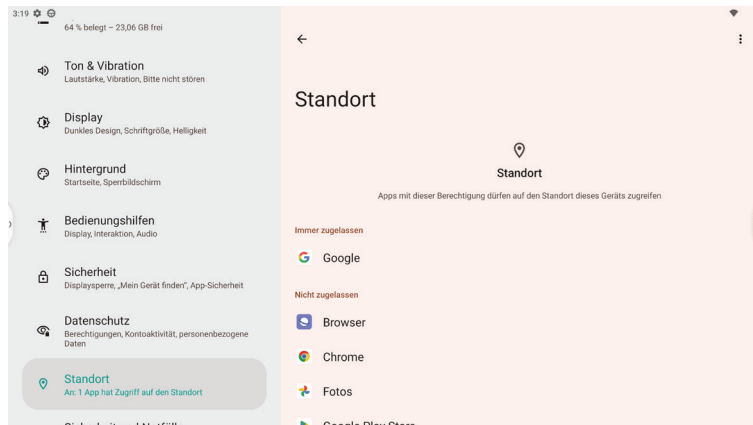 3:19
64 % belegt – 23,06 GB frei
Ton & Vibration
Lautstärke, Vibration, Bitte nicht stören
Display
Dunkles Design, Schriftgröße, Helligkeit
Hintergrund
Startseite, Sperrbildschirm
Bedienungshilfen
Display, Interaktion, Audio
Sicherheit
Displaysperre, „Mein Gerät finden", App-Sicherheit
Datenschutz
Berechtigungen, Kontoaktivität, personenbezogene
Daten
Standort
An: 1 App hat Zugriff auf den Standort
Standort
Standort
Apps mit dieser Berechtigung dürfen auf den Standort dieses Geräts zugreifen
Immer zugelassen
Google
Nicht zugelassen
Browser
Chrome
Fotos
Google Play Store